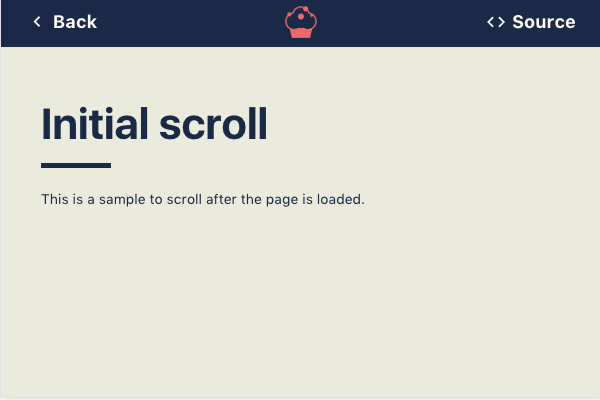 Back
Source
Initial scroll
This is a sample to scroll after the page is loaded.